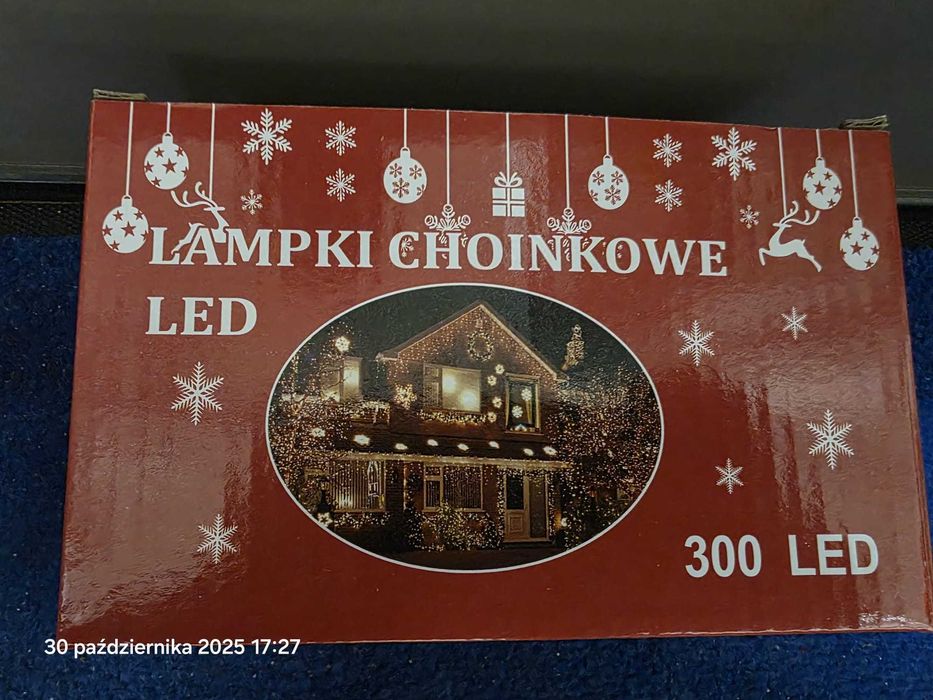 LAMPKI CHOINKOWE
LED
300 LED
30 października 2025 17:27